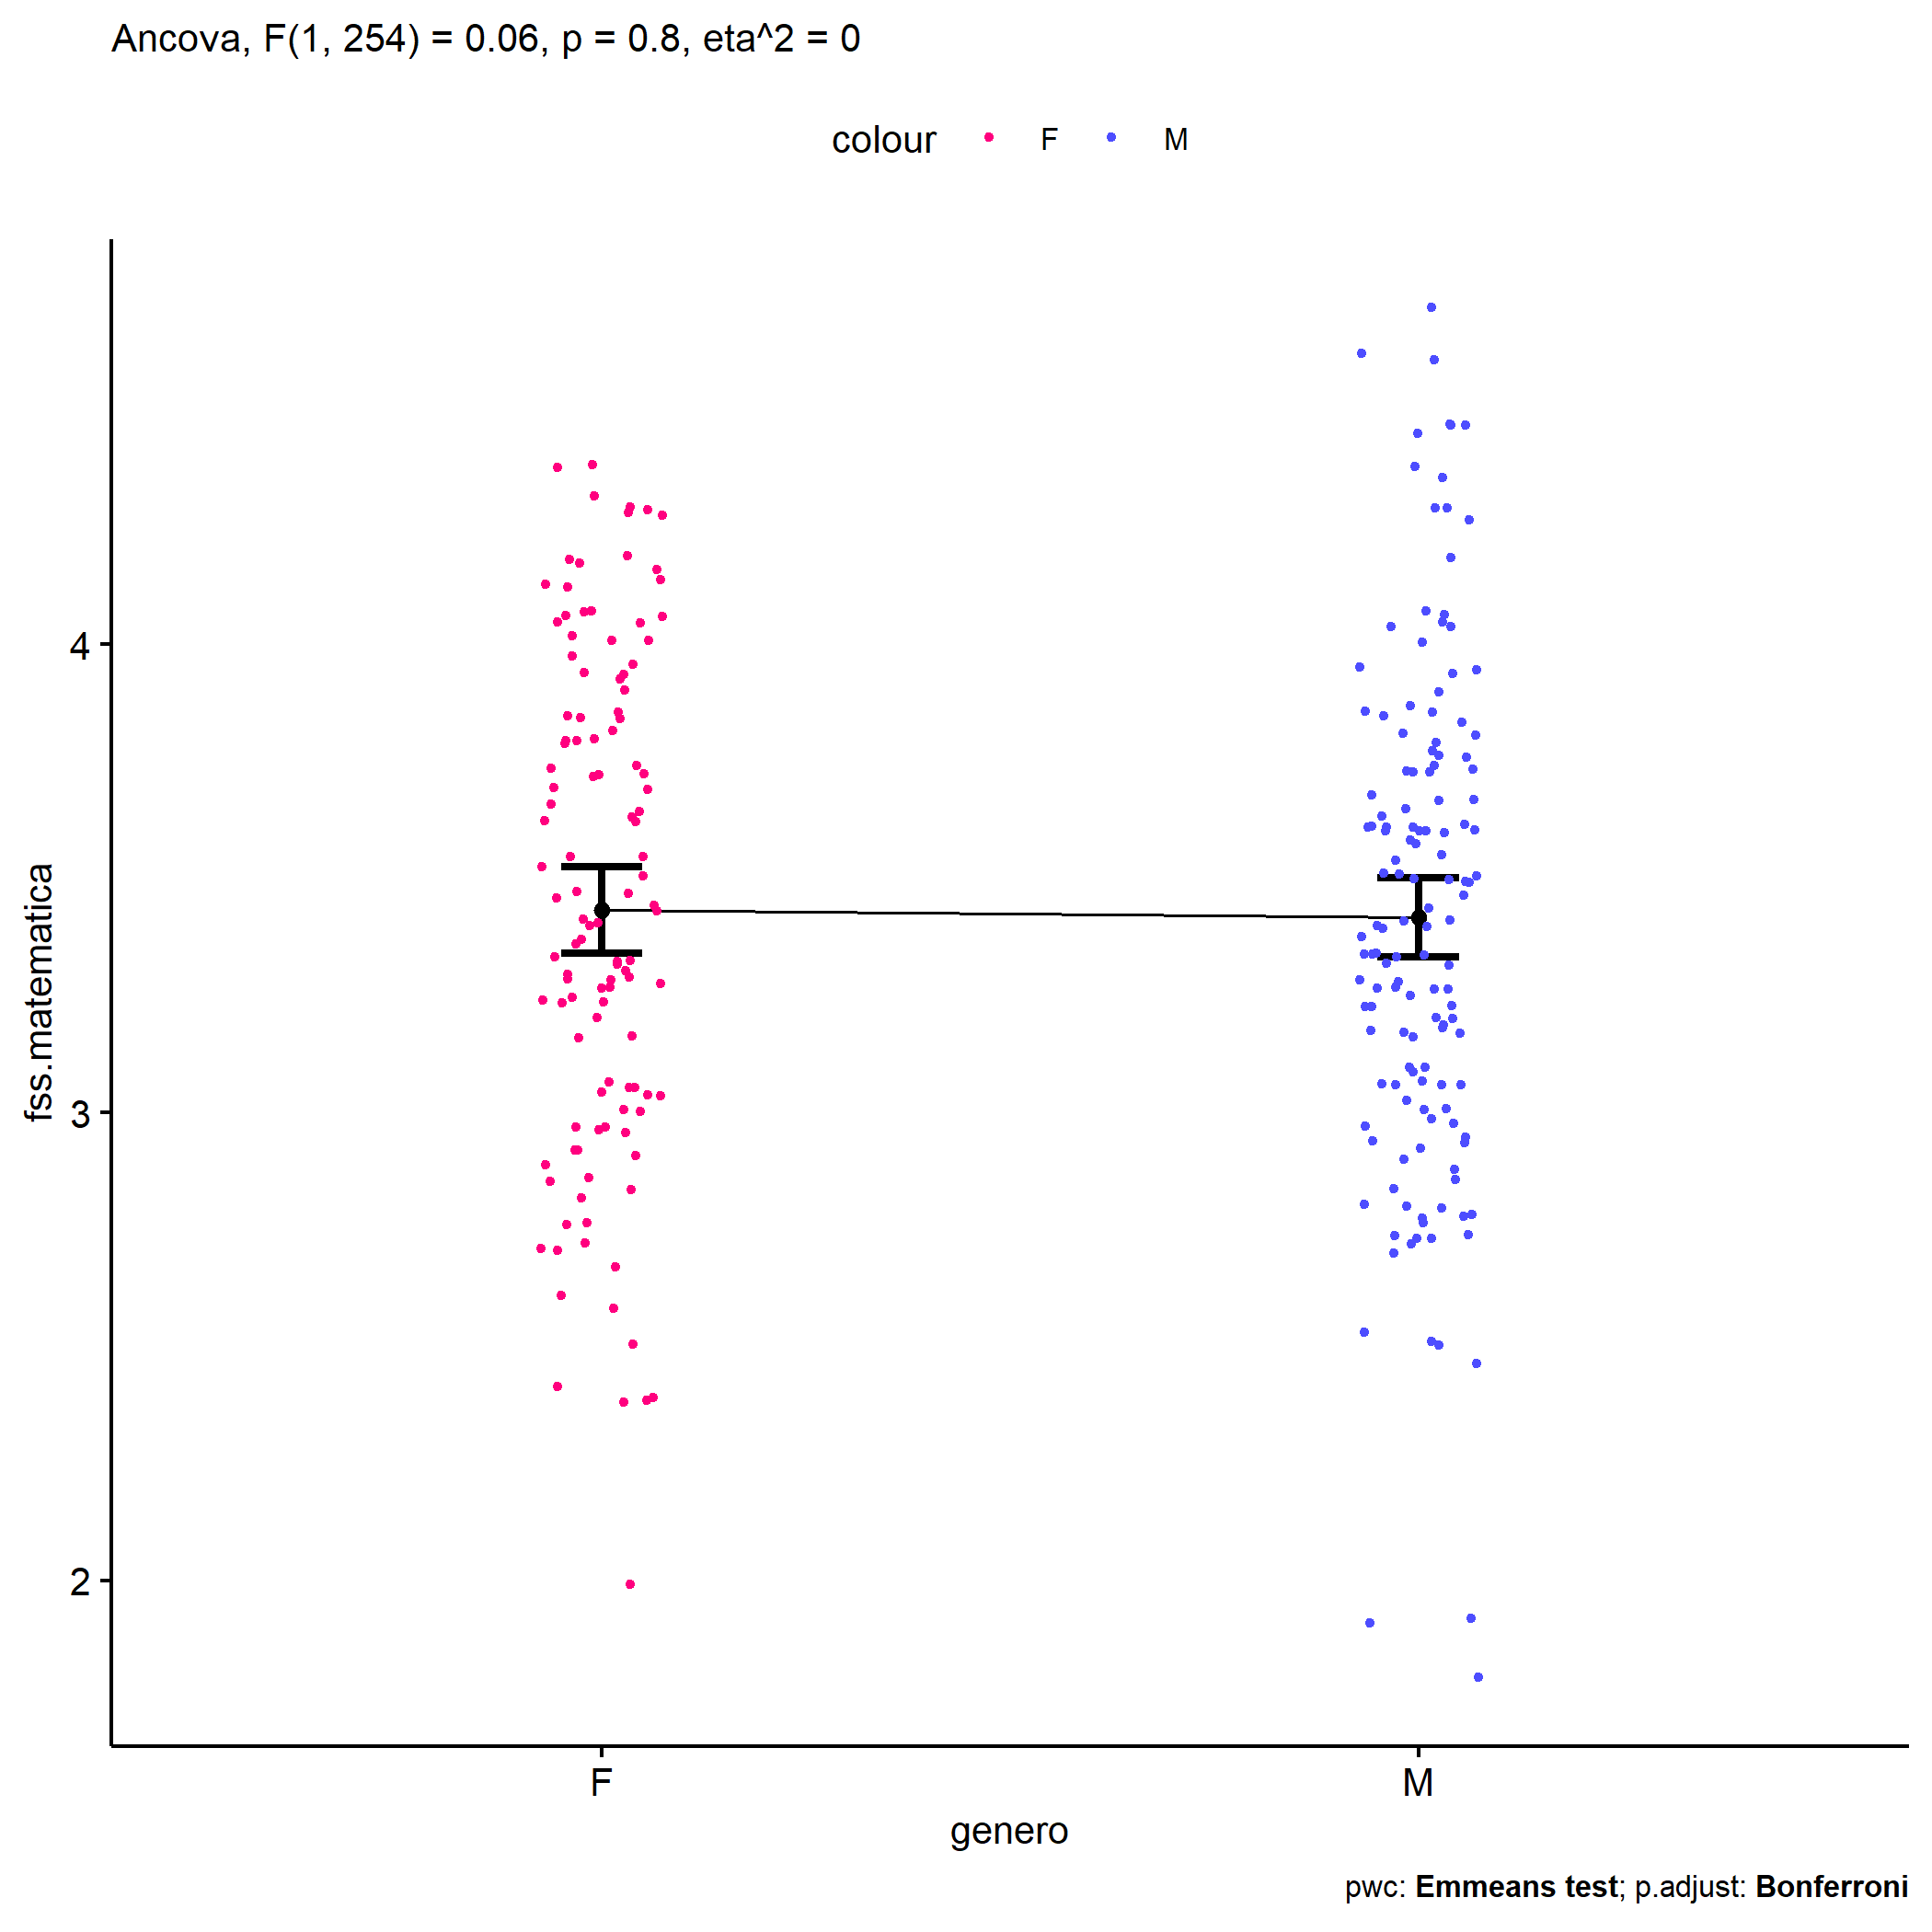 Ancova, F(1, 254) = 0.06, p = 0.8, eta^2 = 0
colour F M
fss.matematica
4
3
2
F M
genero
pwc: Emmeans test; p.adjust: Bonferroni